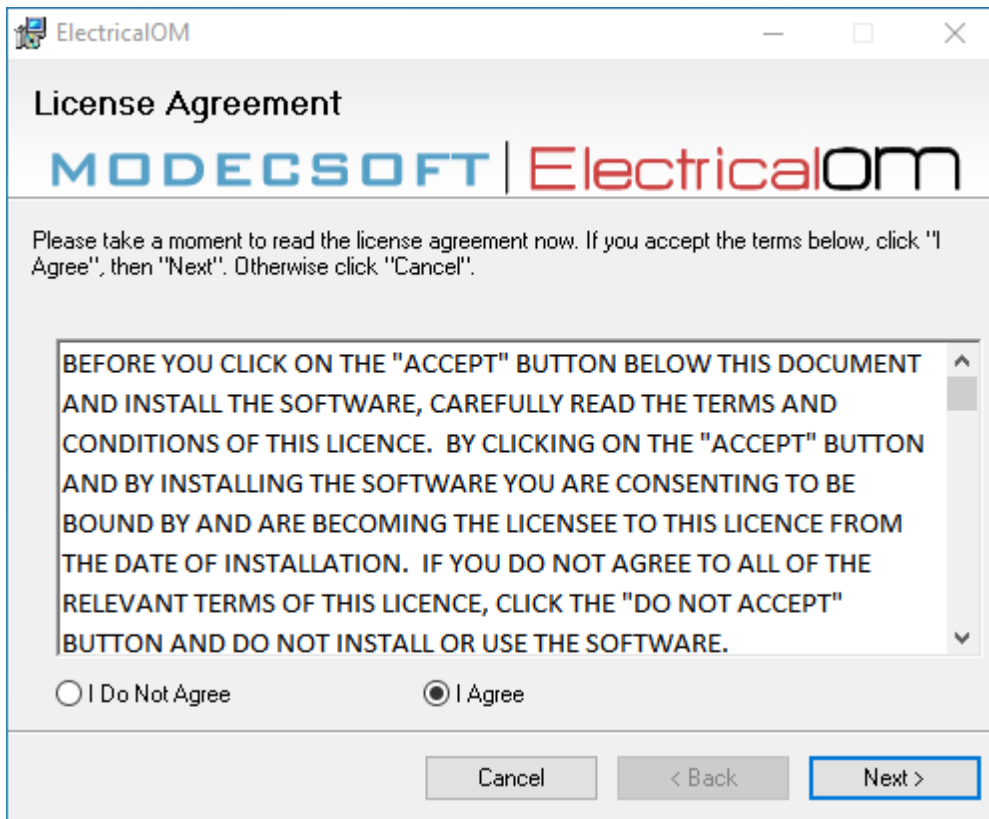 ElectricalOM
License Agreement
MODECSOFT | ElectricalOM
Please take a moment to read the license agreement now. If you accept the terms below, click "I
Agree", then "Next". Otherwise click "Cancel".
BEFORE YOU CLICK ON THE "ACCEPT" BUTTON BELOW THIS DOCUMENT
AND INSTALL THE SOFTWARE, CAREFULLY READ THE TERMS AND
CONDITIONS OF THIS LICENCE.  BY CLICKING ON THE "ACCEPT" BUTTON
AND BY INSTALLING THE SOFTWARE YOU ARE CONSENTING TO BE
BOUND BY AND ARE BECOMING THE LICENSEE TO THIS LICENCE FROM
THE DATE OF INSTALLATION.  IF YOU DO NOT AGREE TO ALL OF THE
RELEVANT TERMS OF THIS LICENCE, CLICK THE "DO NOT ACCEPT"
BUTTON AND DO NOT INSTALL OR USE THE SOFTWARE.
I Do Not Agree
I Agree
Cancel
< Back
Next >